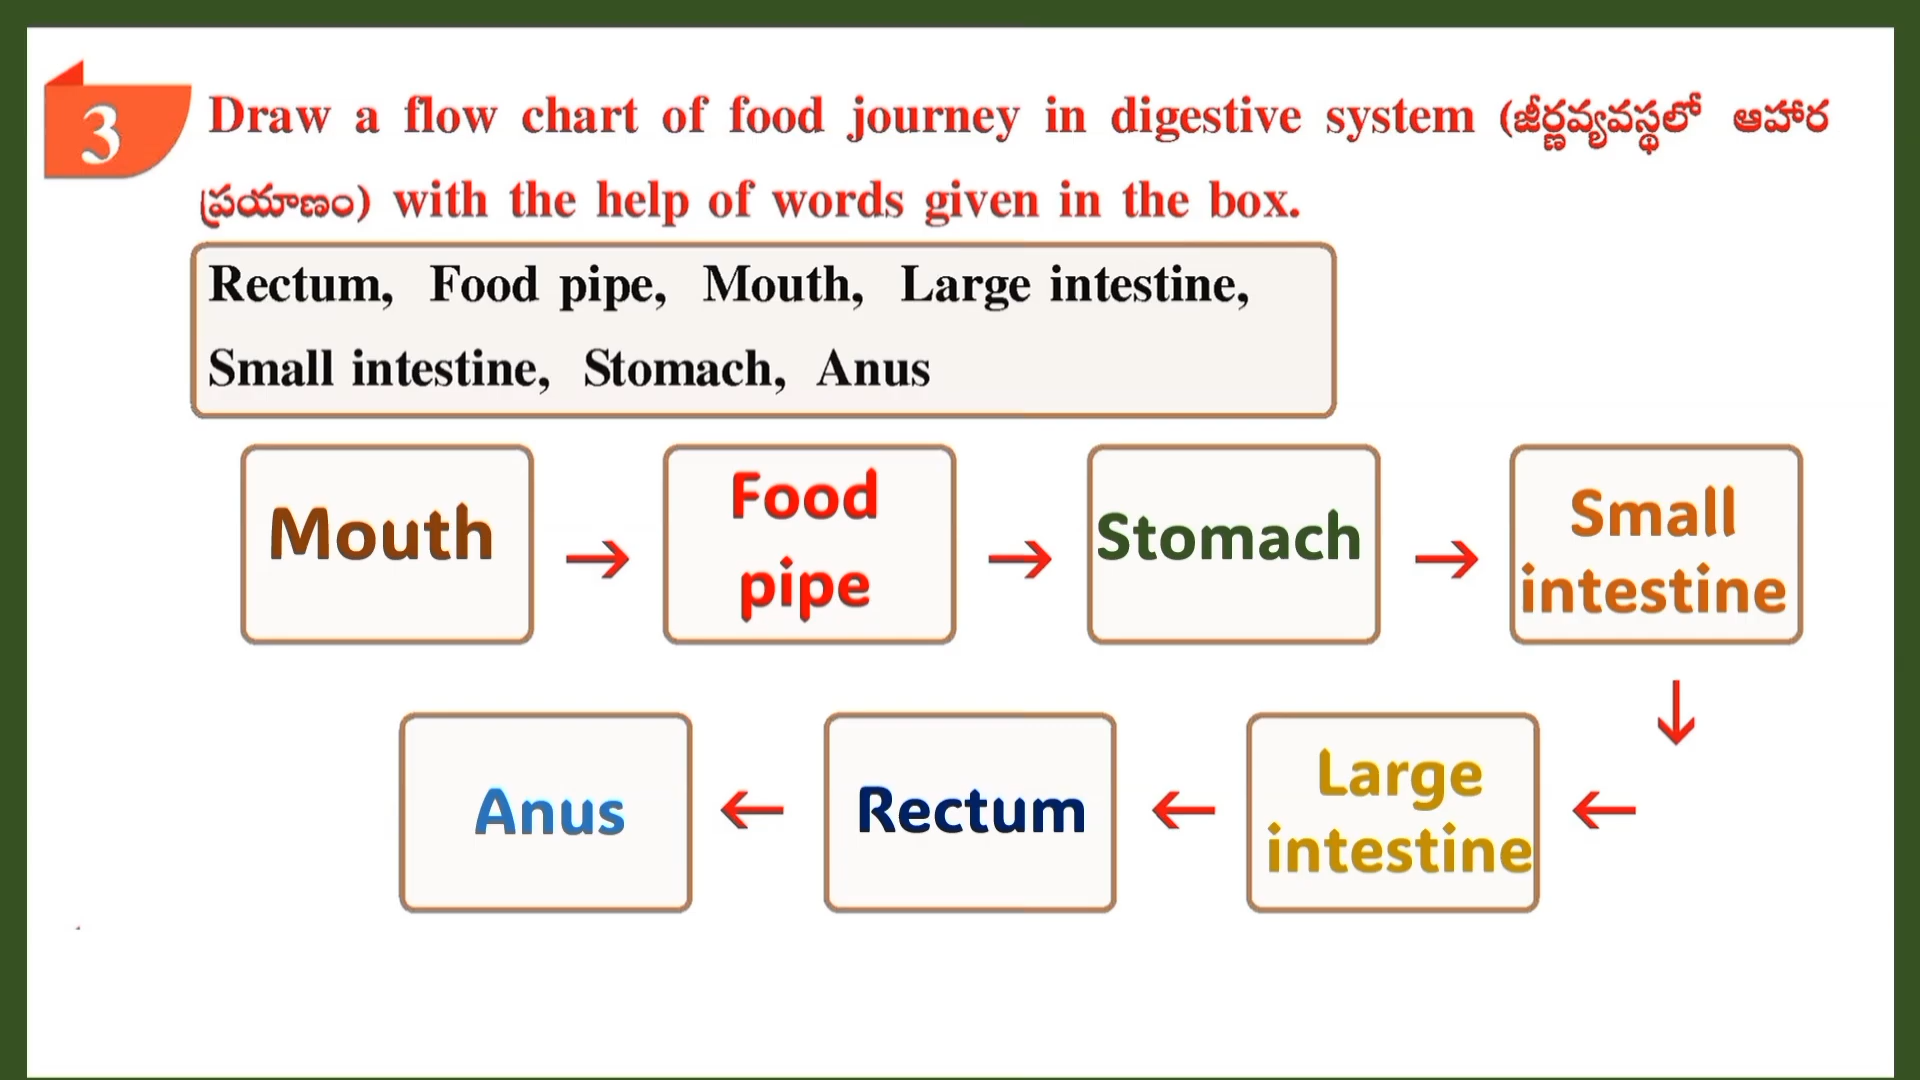 3
Draw a flow chart of food journey in digestive system (జీర్ణవ్యవస్థలో ఆహార
ప్రయాణం) with the help of words given in the box.
Rectum, Food pipe, Mouth, Large intestine,
Small intestine, Stomach, Anus
Mouth
→
Food
pipe
→
Stomach
→
Small
intestine
↓
←
Large
intestine
←
Rectum
←
Anus